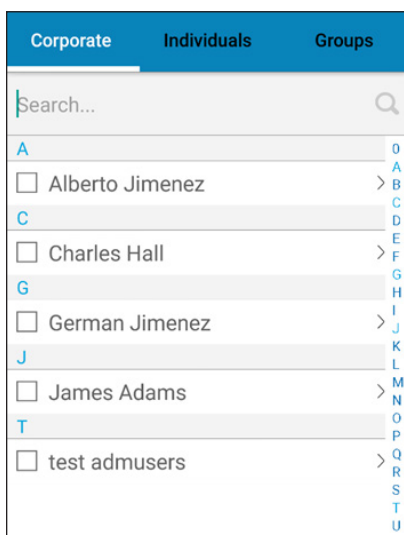 Corporate Individuals Groups
Search...
A
Alberto Jimenez
C
Charles Hall
G
German Jimenez
J
James Adams
T
test admusers
0
A
B
C
D
E
F
G
H
I
J
K
L
M
N
O
P
Q
R
S
T
U